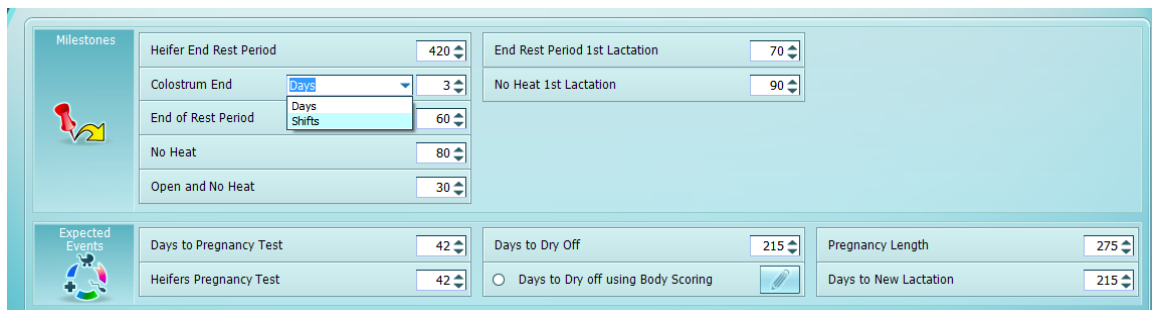 Milestones
Heifer End Rest Period 420 End Rest Period 1st Lactation 70
Colostrum End Days 3 No Heat 1st Lactation 90
Days
End of Rest Period Shifts 60
No Heat 80
Open and No Heat 30
Expected
Events
Days to Pregnancy Test 42 Days to Dry Off 215 Pregnancy Length 275
Heifers Pregnancy Test 42 Days to Dry off using Body Scoring Days to New Lactation 215